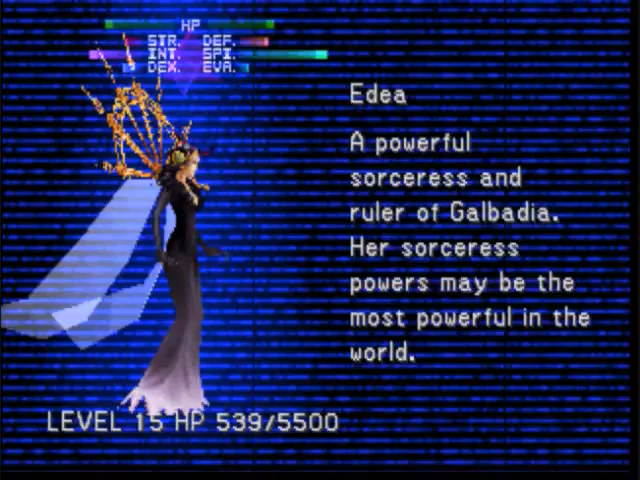 HP
STR. DEF.
INT. SPI.
DEX. EVA.
Edea
A powerful
sorceress and
ruler of Galbadia.
Her sorceress
powers may be the
most powerful in the
world.
LEVEL 15 HP 539/5500